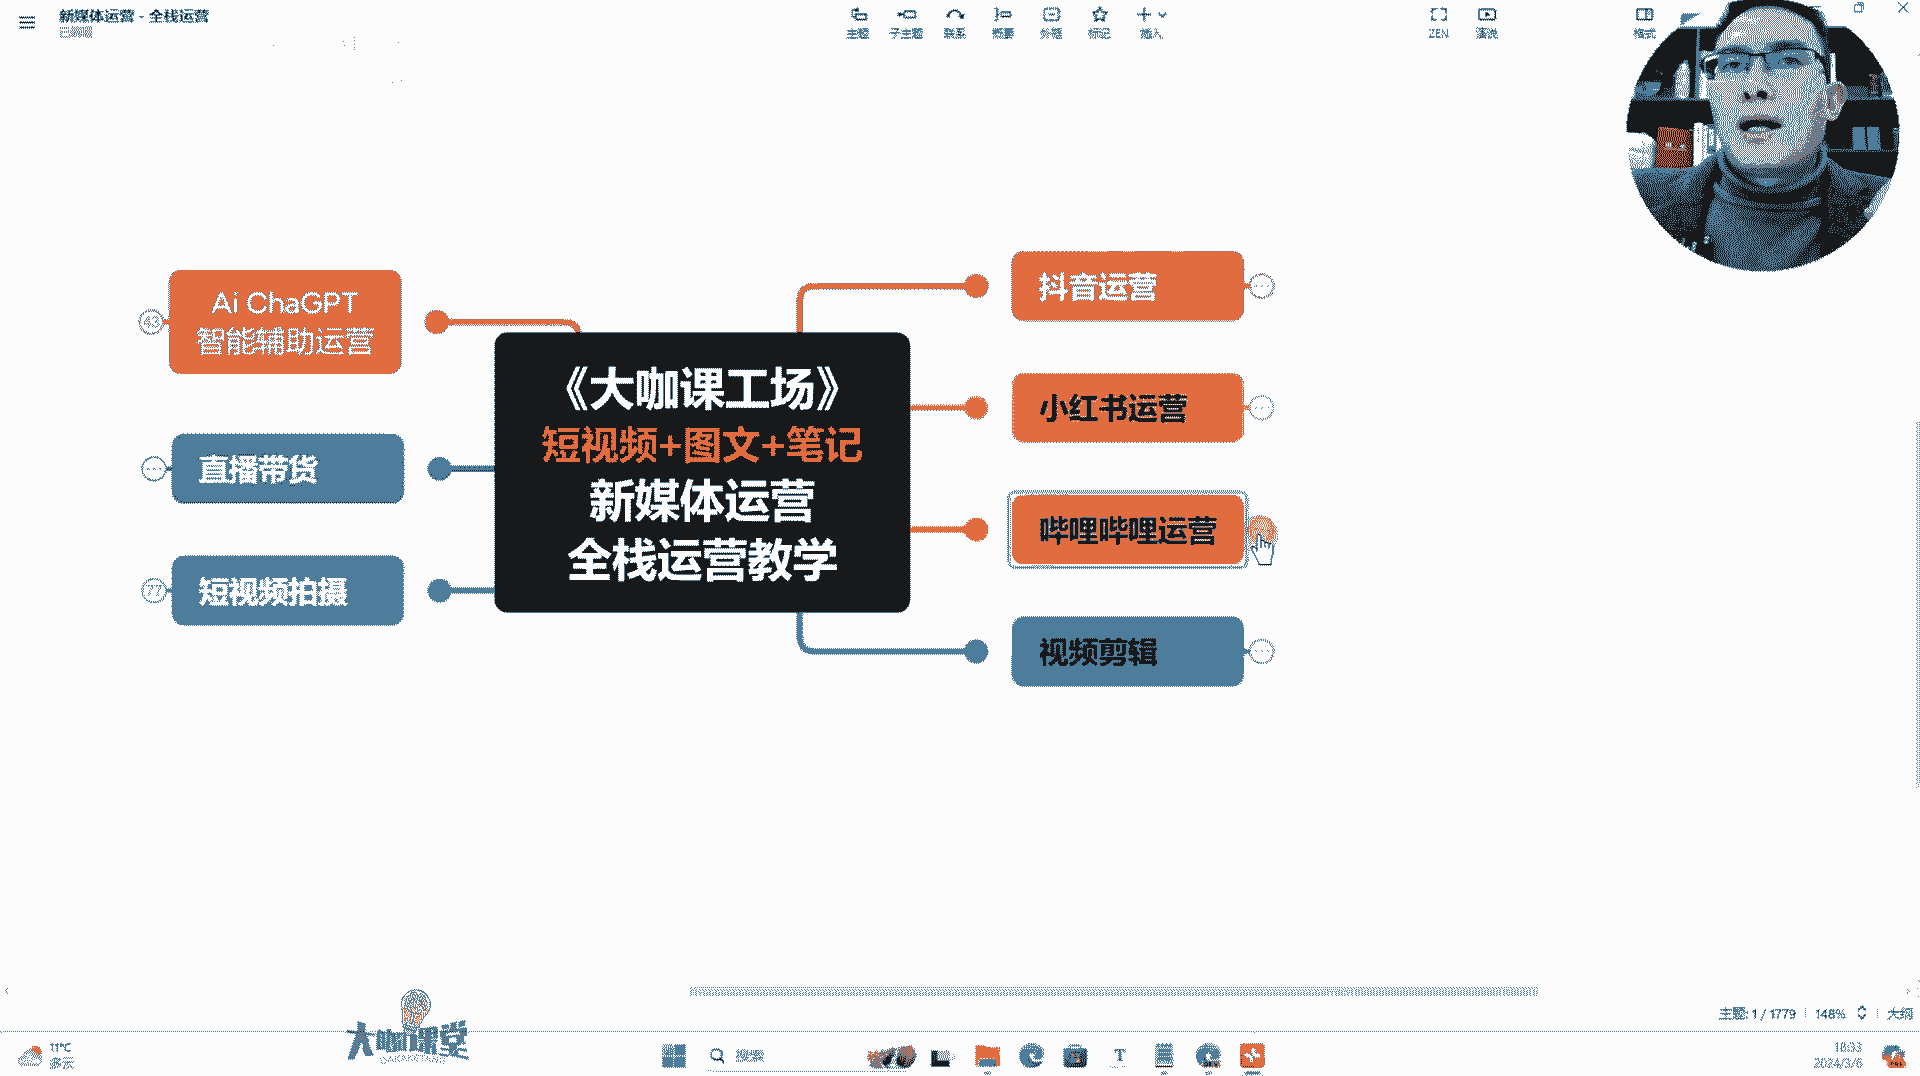 新媒体运营 - 全栈运营
已编辑
主题
子主题
联系
概要
外框
标记
插入
ZEN
演说
格式
Ai ChaGPT
智能辅助运营
43
直播带货
短视频拍摄
77
《大咖课工场》
短视频+图文+笔记
新媒体运营
全栈运营教学
抖音运营
小红书运营
哔哩哔哩运营
视频剪辑
主题: 1 / 1779
148%
大纲
大咖课堂
DAKAKETANG
11°C
多云
搜索
18:33
2024/3/6